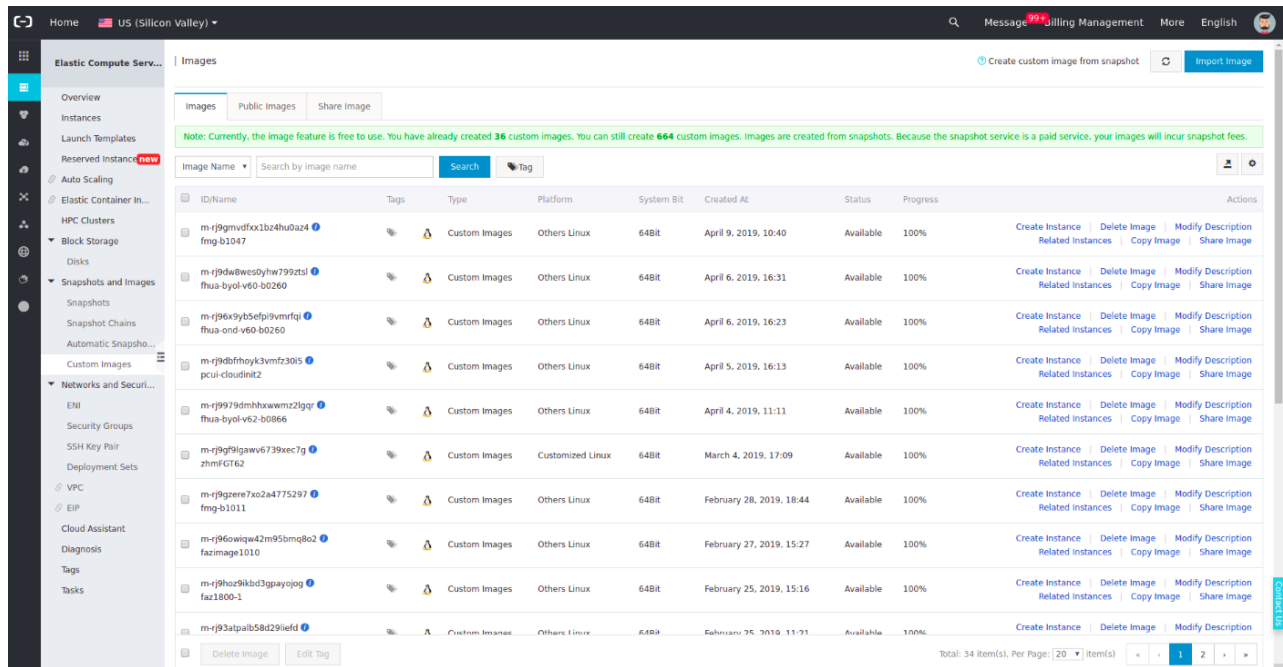 Home US (Silicon Valley) Message 99+ Billing Management More English
Elastic Compute Serv...
Overview
Instances
Launch Templates
Reserved Instance new
Auto Scaling
Elastic Container In...
HPC Clusters
Block Storage
Disks
Snapshots and Images
Snapshots
Snapshot Chains
Automatic Snapsho...
Custom Images
Networks and Securi...
ENI
Security Groups
SSH Key Pair
Deployment Sets
VPC
EIP
Cloud Assistant
Diagnosis
Tags
Tasks
Images Create custom image from snapshot Import Image
Images Public Images Share Image
Note: Currently, the image feature is free to use. You have already created 36 custom images. You can still create 664 custom images. Images are created from snapshots. Because the snapshot service is a paid service, your images will incur snapshot fees.
Image Name Search by image name Search Tag
ID/Name Tags Type Platform System Bit Created At Status Progress Actions
m-rj9gmvdfxx1bz4hu0az4 Custom Images Others Linux 64Bit April 9, 2019, 10:40 Available 100% Create Instance | Delete Image | Modify Description
fmg-b1047 Related Instances | Copy Image | Share Image
m-rj9dw8wes0yhw799ztsl Custom Images Others Linux 64Bit April 6, 2019, 16:31 Available 100% Create Instance | Delete Image | Modify Description
fhua-byol-v60-b0260 Related Instances | Copy Image | Share Image
m-rj96x9yb5efpi9vmrfqi Custom Images Others Linux 64Bit April 6, 2019, 16:23 Available 100% Create Instance | Delete Image | Modify Description
fhua-ond-v60-b0260 Related Instances | Copy Image | Share Image
m-rj9dbfrhoyk3vmfz30i5 Custom Images Others Linux 64Bit April 5, 2019, 16:13 Available 100% Create Instance | Delete Image | Modify Description
pcui-cloudinit2 Related Instances | Copy Image | Share Image
m-rj9979dmhhxwwmz2lgqr Custom Images Others Linux 64Bit April 4, 2019, 11:11 Available 100% Create Instance | Delete Image | Modify Description
fhua-byol-v62-b0866 Related Instances | Copy Image | Share Image
m-rj9gf9lgawv6739xec7g Custom Images Customized Linux 64Bit March 4, 2019, 17:09 Available 100% Create Instance | Delete Image | Modify Description
zhmFGT62 Related Instances | Copy Image | Share Image
m-rj9gzere7xo2a4775297 Custom Images Others Linux 64Bit February 28, 2019, 18:44 Available 100% Create Instance | Delete Image | Modify Description
fmg-b1011 Related Instances | Copy Image | Share Image
m-rj96owiqw42m95bmq8o2 Custom Images Others Linux 64Bit February 27, 2019, 15:27 Available 100% Create Instance | Delete Image | Modify Description
fazimage1010 Related Instances | Copy Image | Share Image
m-rj9hoz9ikbd3gpayojog Custom Images Others Linux 64Bit February 25, 2019, 15:16 Available 100% Create Instance | Delete Image | Modify Description
faz1800-1 Related Instances | Copy Image | Share Image
m-rj93atpalb58d29liefd Custom Images Others Linux 64Bit February 25, 2019, 11:21 Available 100% Create Instance | Delete Image | Modify Description
Delete Image Edit Tag Total: 34 item(s), Per Page: 20 item(s) « ‹ 1 2 › »
Contact Us